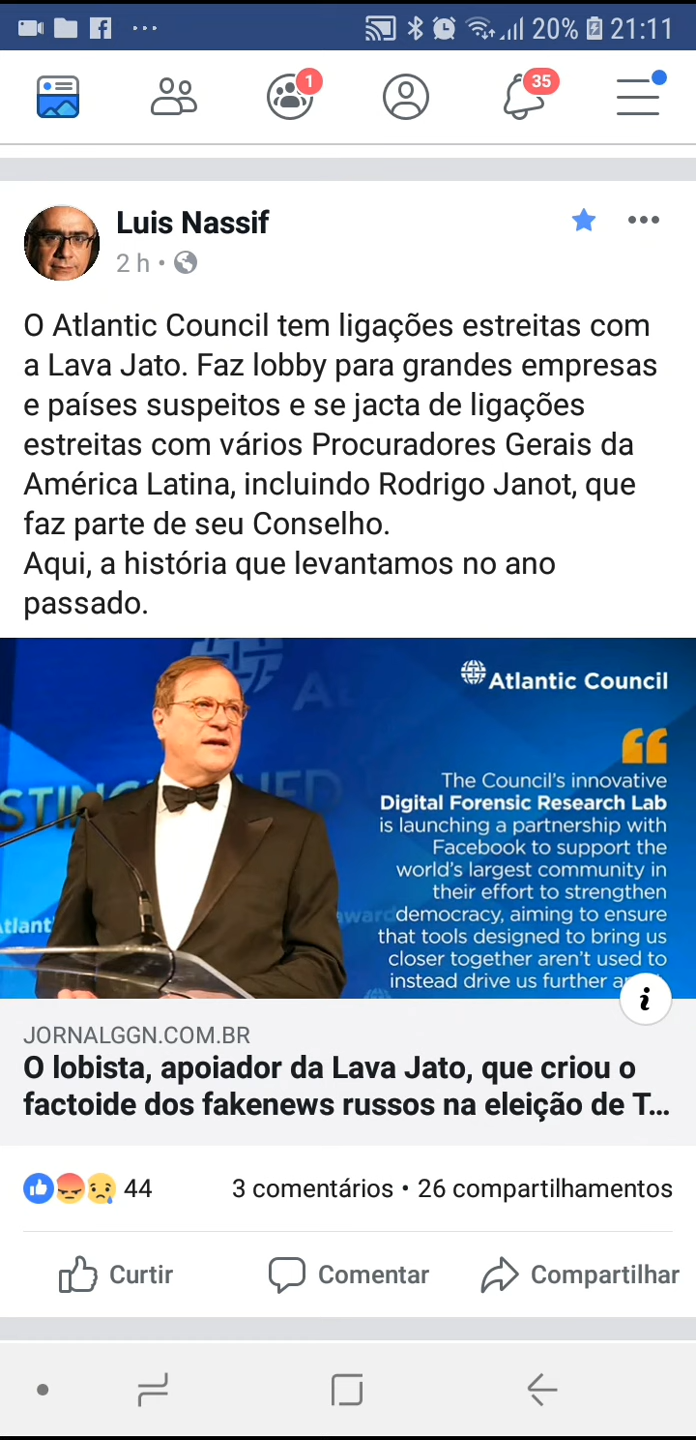 20% 21:11
1
35
Luis Nassif
2 h •
O Atlantic Council tem ligações estreitas com
a Lava Jato. Faz lobby para grandes empresas
e países suspeitos e se jacta de ligações
estreitas com vários Procuradores Gerais da
América Latina, incluindo Rodrigo Janot, que
faz parte de seu Conselho.
Aqui, a história que levantamos no ano
passado.
Atlantic Council
The Council's innovative
Digital Forensic Research Lab
is launching a partnership with
Facebook to support the
world's largest community in
their effort to strengthen
democracy, aiming to ensure
that tools designed to bring us
closer together aren't used to
instead drive us further
JORNALGGN.COM.BR
O lobista, apoiador da Lava Jato, que criou o
factoide dos fakenews russos na eleição de T...
44 3 comentários • 26 compartilhamentos
Curtir Comentar Compartilhar